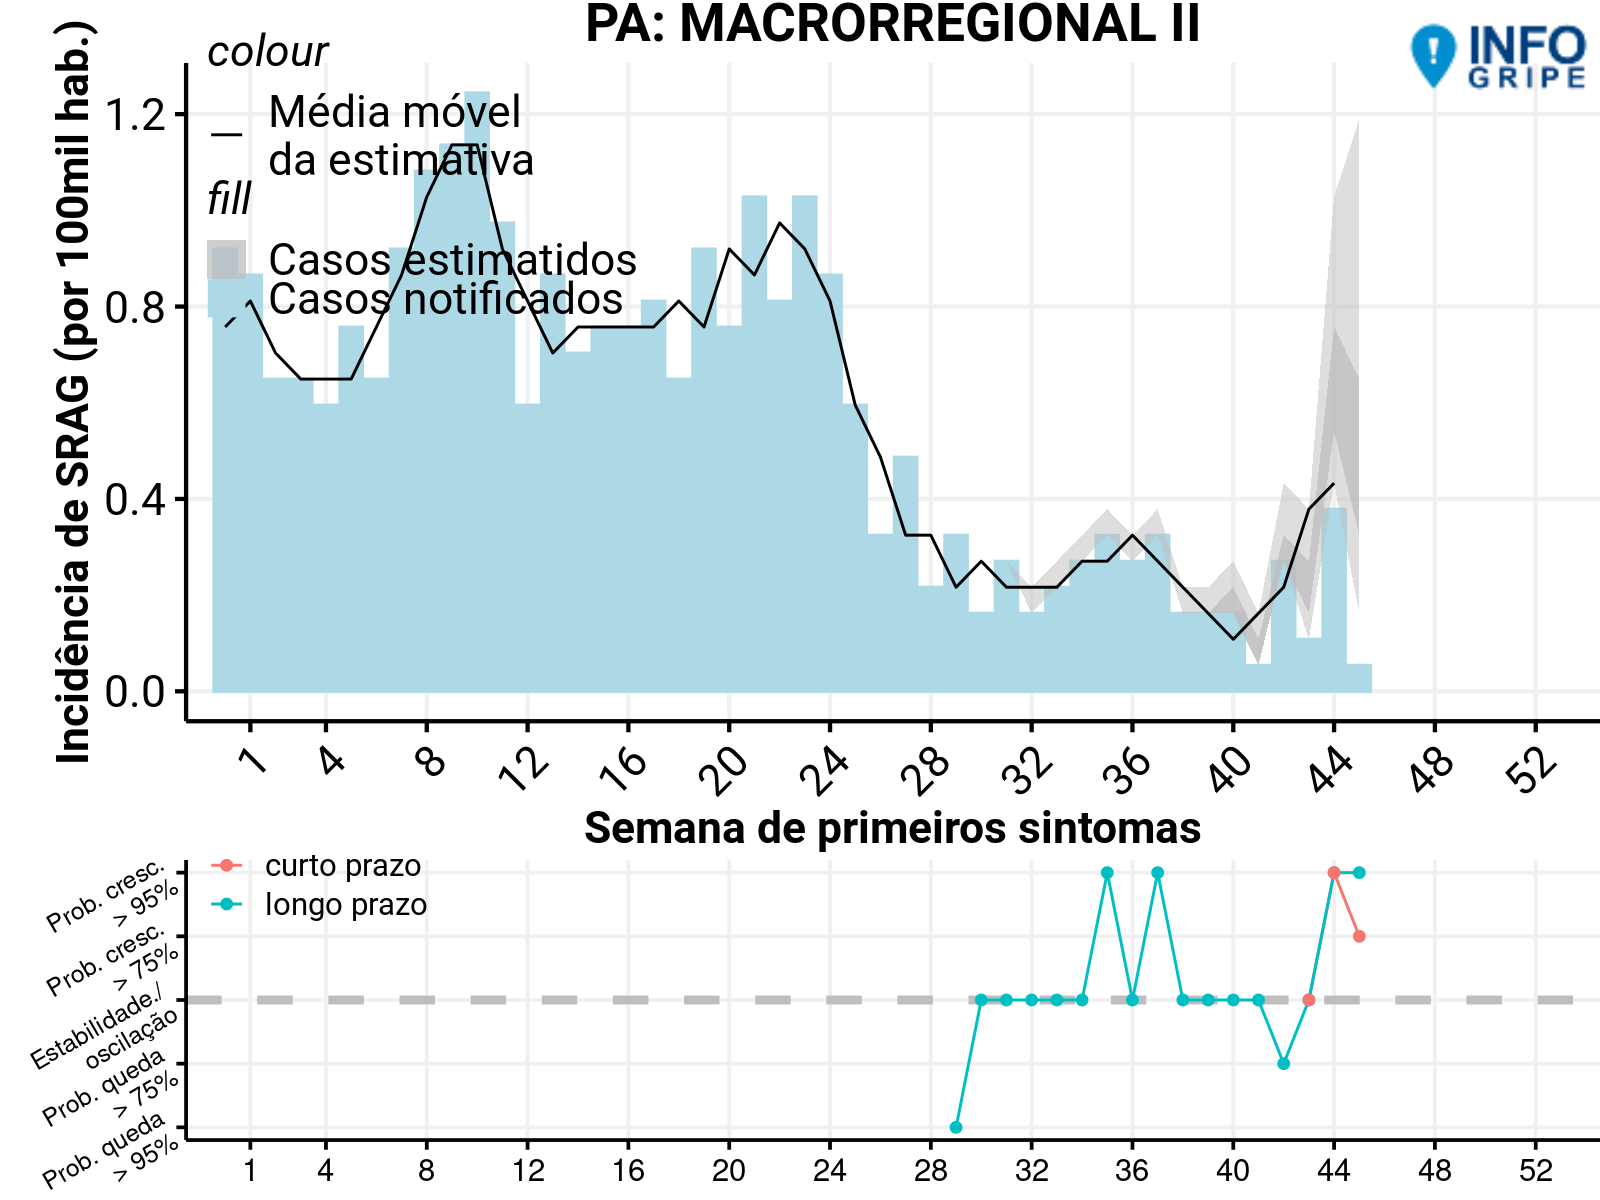 PA: MACRORREGIONAL II
INFO
GRIPE
colour
Média móvel
da estimativa
fill
Casos estimatidos
Casos notificados
Incidência de SRAG (por 100mil hab.)
1.2
0.8
0.4
0.0
1 4 8 12 16 20 24 28 32 36 40 44 48 52
Semana de primeiros sintomas
curto prazo
longo prazo
Prob. cresc.
> 95%
Prob. cresc.
> 75%
Estabilidade./
oscilação
Prob. queda
> 75%
Prob. queda
> 95%
1 4 8 12 16 20 24 28 32 36 40 44 48 52